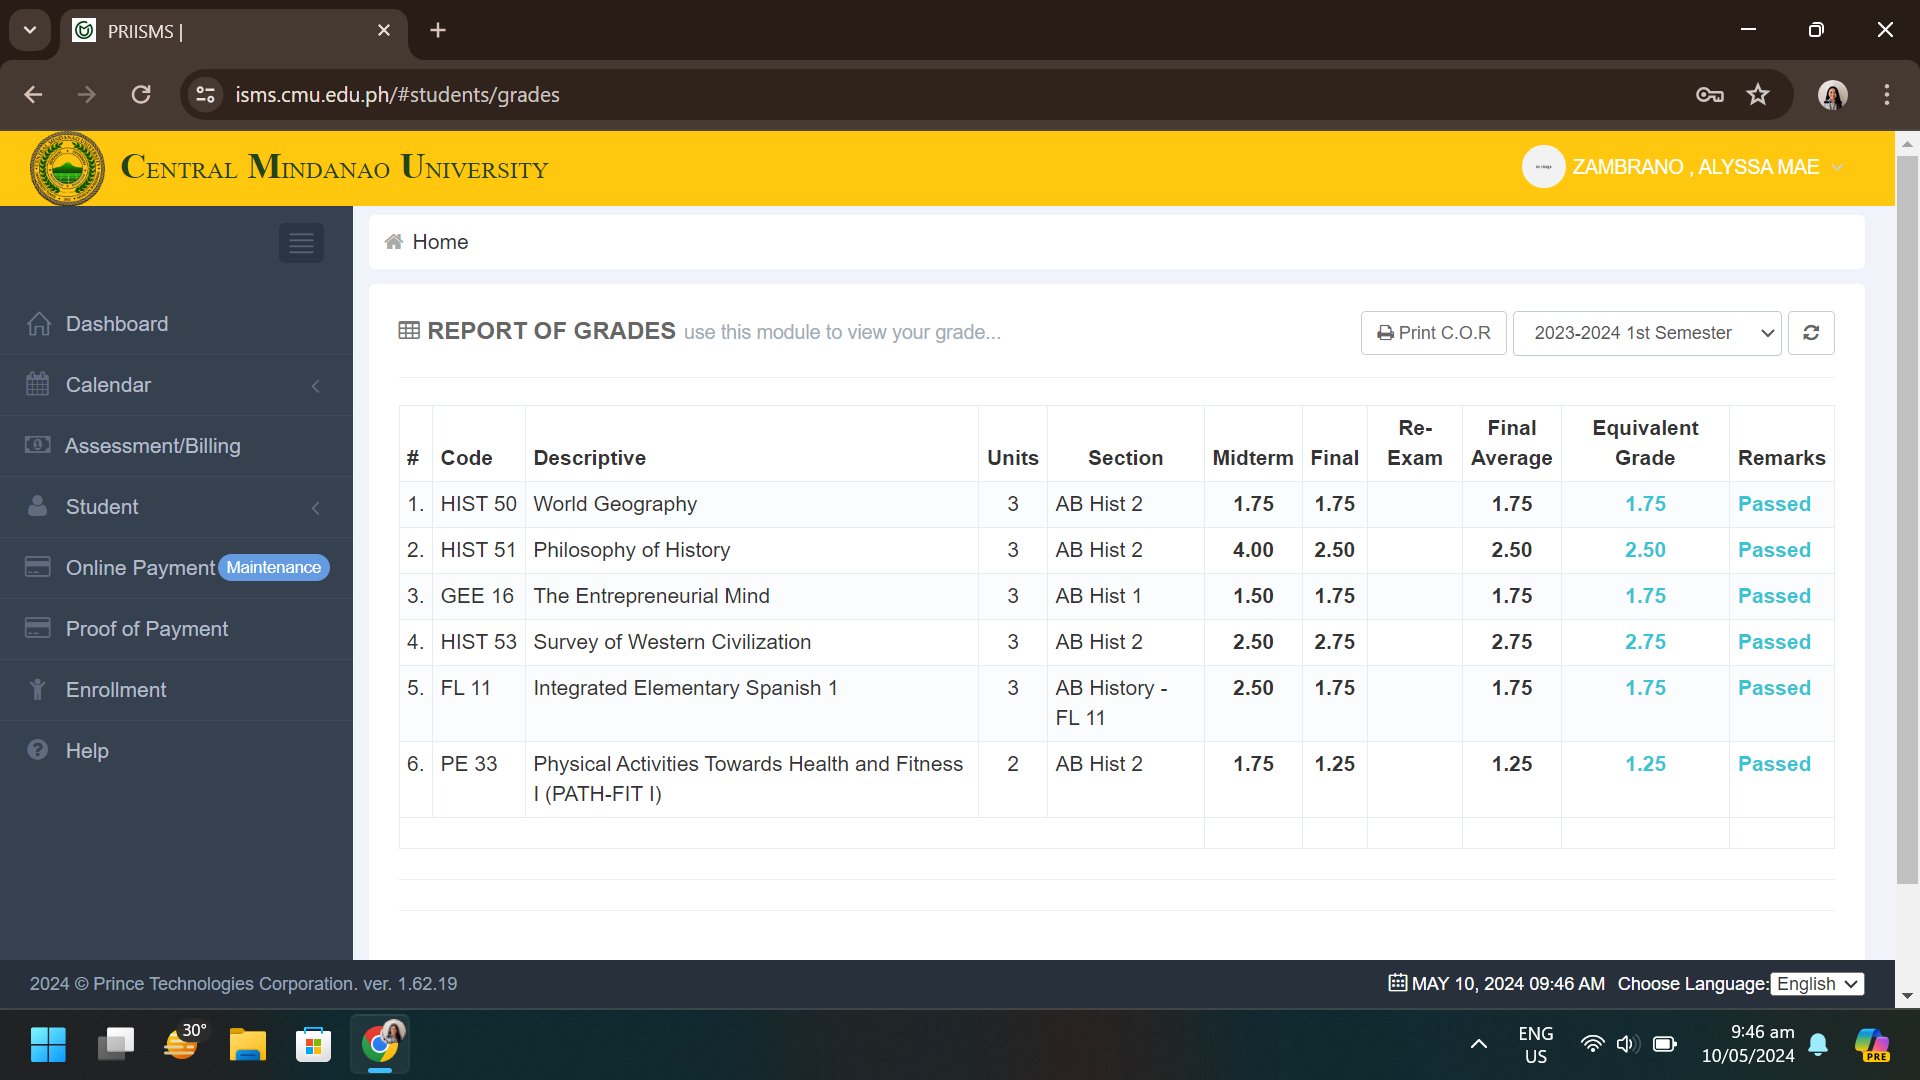 PRIISMS |
isms.cmu.edu.ph/#students/grades
CENTRAL MINDANAO UNIVERSITY
ZAMBRANO , ALYSSA MAE
Home
Dashboard
Calendar
Assessment/Billing
Student
Online Payment Maintenance
Proof of Payment
Enrollment
Help
REPORT OF GRADES use this module to view your grade...
Print C.O.R
2023-2024 1st Semester
# Code Descriptive Units Section Midterm Final Re-Exam Final Average Equivalent Grade Remarks
1. HIST 50 World Geography 3 AB Hist 2 1.75 1.75 1.75 1.75 Passed
2. HIST 51 Philosophy of History 3 AB Hist 2 4.00 2.50 2.50 2.50 Passed
3. GEE 16 The Entrepreneurial Mind 3 AB Hist 1 1.50 1.75 1.75 1.75 Passed
4. HIST 53 Survey of Western Civilization 3 AB Hist 2 2.50 2.75 2.75 2.75 Passed
5. FL 11 Integrated Elementary Spanish 1 3 AB History - FL 11 2.50 1.75 1.75 1.75 Passed
6. PE 33 Physical Activities Towards Health and Fitness I (PATH-FIT I) 2 AB Hist 2 1.75 1.25 1.25 1.25 Passed
2024 © Prince Technologies Corporation. ver. 1.62.19
MAY 10, 2024 09:46 AM Choose Language: English
30°
ENG
US
9:46 am
10/05/2024
PRE